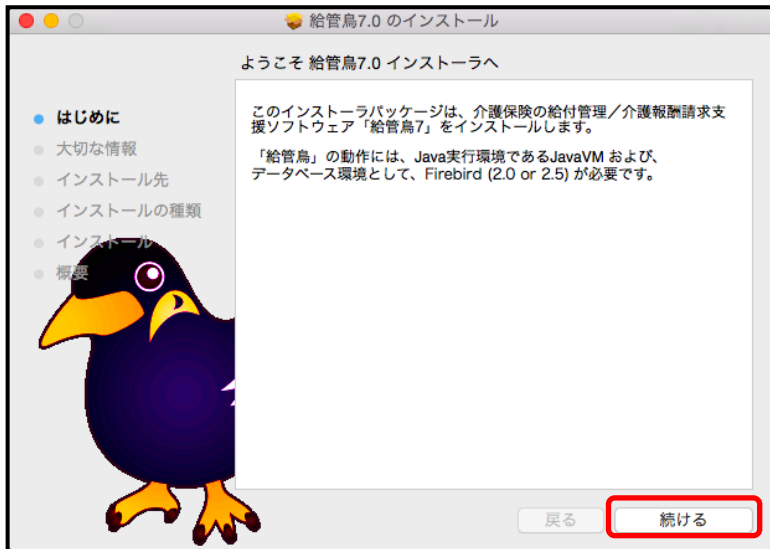 給管鳥7.0 のインストール
ようこそ 給管鳥7.0 インストーラへ
はじめに
大切な情報
インストール先
インストールの種類
インストール
概要
このインストーラパッケージは、介護保険の給付管理／介護報酬請求支
援ソフトウェア「給管鳥7」をインストールします。
「給管鳥」の動作には、Java実行環境であるJavaVM および、
データベース環境として、Firebird (2.0 or 2.5) が必要です。
戻る
続ける